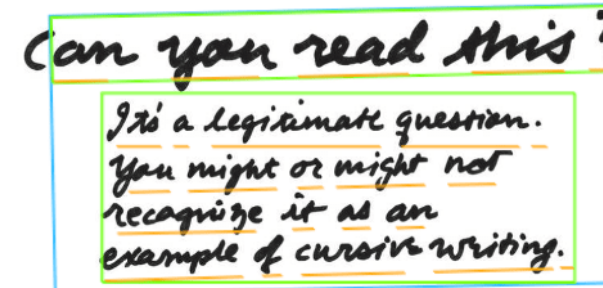 Can you read this?
It's a legitimate question.
You might or might not
recognize it as an
example of cursive writing.